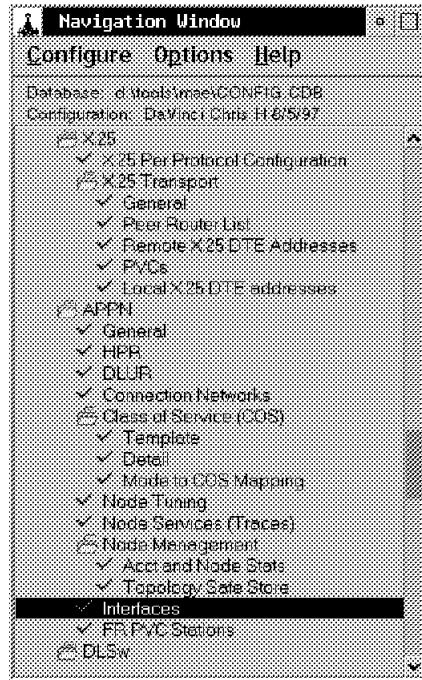 Navigation Window
Configure Options Help
Database: d:\tools\mae\CONFIG.CDB
Configuration: DaVinci Chris H 8/5/97
X.25
X.25 Per Protocol Configuration
X.25 Transport
General
Peer Router List
Remote X.25 DTE Addresses
PVCs
Local X.25 DTE addresses
APPN
General
HPR
DLUR
Connection Networks
Class of Service (COS)
Template
Detail
Mode to COS Mapping
Node Tuning
Node Services (Traces)
Node Management
Acct and Node Stats
Topology Safe Store
Interfaces
FR PVC Stations
DLSw